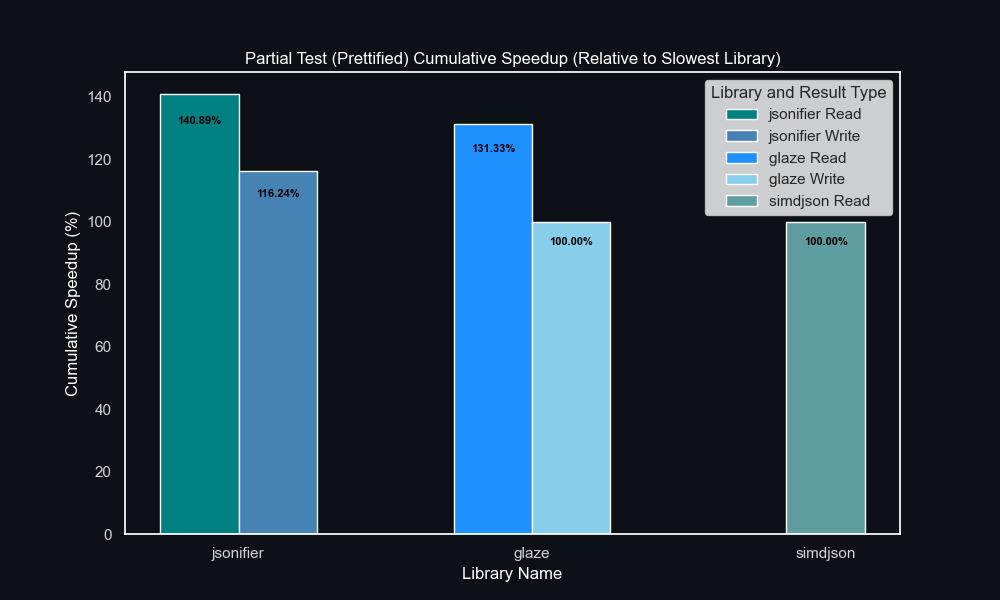 Partial Test (Prettified) Cumulative Speedup (Relative to Slowest Library)
Library and Result Type
jsonifier Read
jsonifier Write
glaze Read
glaze Write
simdjson Read
Cumulative Speedup (%)
140
120
100
80
60
40
20
0
140.89%
116.24%
131.33%
100.00%
100.00%
jsonifier
glaze
simdjson
Library Name